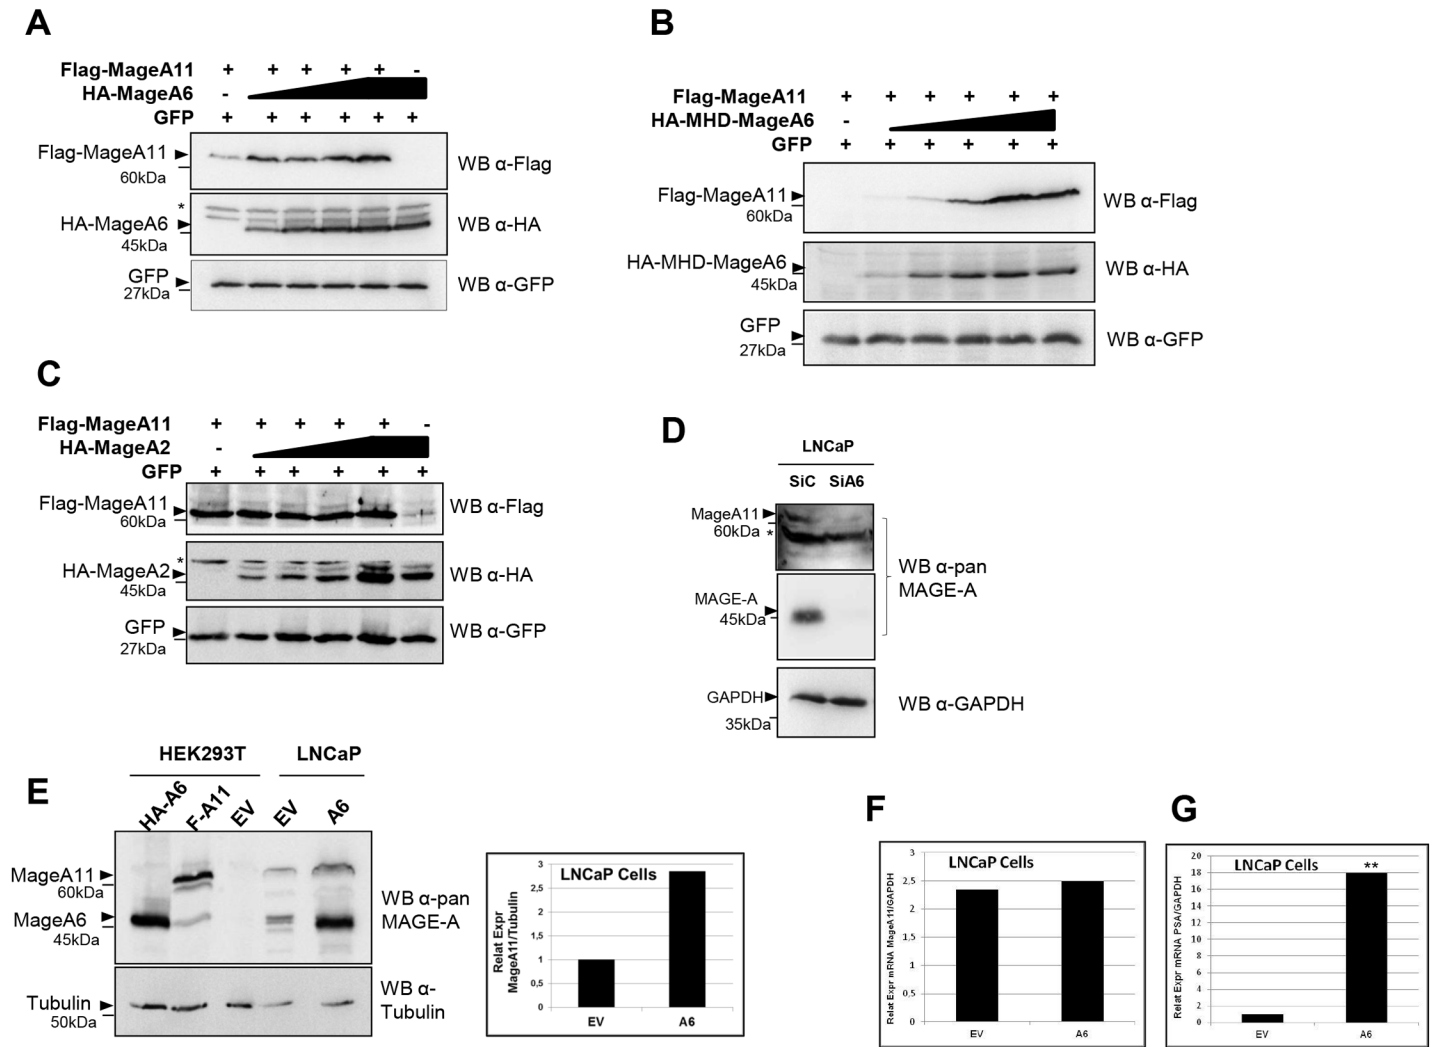 A
Flag-MageA11 + + + + + -
HA-MageA6 -
GFP + + + + + +
Flag-MageA11
60kDa
WB α-Flag
*
HA-MageA6
45kDa
WB α-HA
GFP
27kDa
WB α-GFP
B
Flag-MageA11 + + + + + +
HA-MHD-MageA6 -
GFP + + + + + +
Flag-MageA11
60kDa
WB α-Flag
HA-MHD-MageA6
45kDa
WB α-HA
GFP
27kDa
WB α-GFP
C
Flag-MageA11 + + + + + -
HA-MageA2 -
GFP + + + + + +
Flag-MageA11
60kDa
WB α-Flag
*
HA-MageA2
45kDa
WB α-HA
GFP
27kDa
WB α-GFP
D
LNCaP
SiC SiA6
MageA11
60kDa *
MAGE-A
45kDa
WB α-pan
MAGE-A
GAPDH
35kDa
WB α-GAPDH
E
HEK293T LNCaP
HA-A6 F-A11 EV EV A6
MageA11
60kDa
MageA6
45kDa
WB α-pan
MAGE-A
Tubulin
50kDa
WB α-
Tubulin
LNCaP Cells
Relat Expr
MageA11/Tubulin
3
2,5
2
1,5
1
0,5
0
EV A6
F
LNCaP Cells
Relat Expr mRNA MageA11/GAPDH
3
2,5
2
1,5
1
0,5
0
EV A6
G
LNCaP Cells
**
Relat Expr mRNA PSA/GAPDH
20
18
16
14
12
10
8
6
4
2
0
EV A6